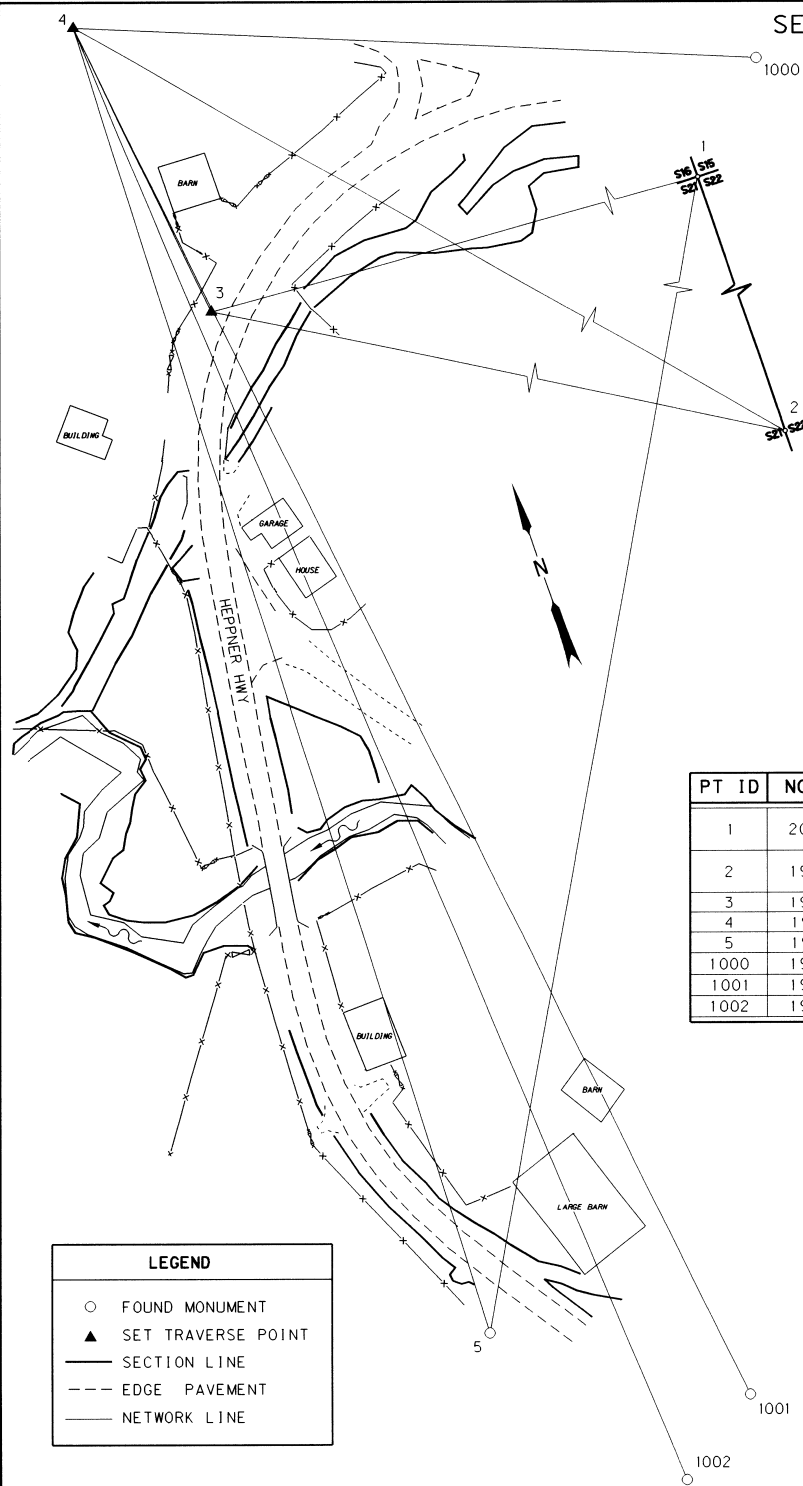 SE
4
1000
1
S16 S15
S21 S22
BARN
3
2
S21 S22
BUILDING
GARAGE
HOUSE
N
HEPPNER HWY
PT ID NO
1 20
2 19
3 19
4 19
5 19
1000 19
1001 19
1002 19
BUILDING
BARN
LARGE BARN
LEGEND
FOUND MONUMENT
SET TRAVERSE POINT
SECTION LINE
EDGE PAVEMENT
NETWORK LINE
5
1001
1002